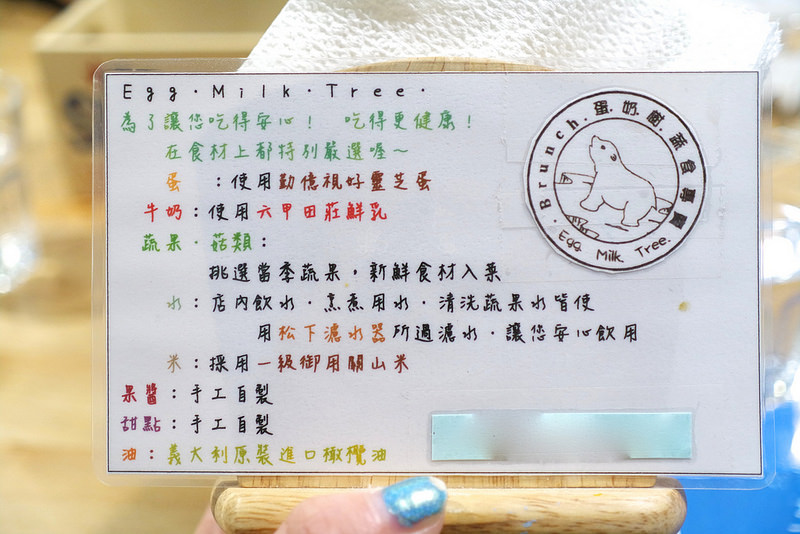 Egg．Milk．Tree．
為了讓您吃得安心！ 吃得更健康！
在食材上都特別嚴選喔～
蛋 ：使用勤億視好靈芝蛋
牛奶：使用六甲田莊鮮乳
蔬果．菇類：
挑選當季蔬果，新鮮食材入菜
水：店內飲水．烹煮用水．清洗蔬果水皆使
用松下濾水器所過濾水．讓您安心飲用
米：採用一級御用關山米
果醬：手工自製
甜點：手工自製
油：義大利原裝進口橄欖油
Brunch．蛋．奶．樹．蔬食專團
Egg. Milk. Tree.